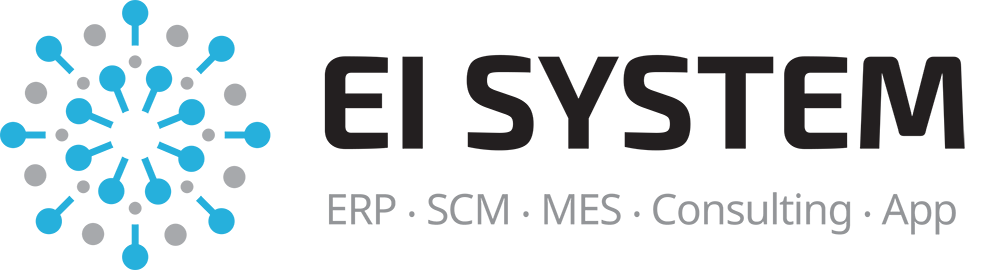 EI SYSTEM
ERP · SCM · MES · Consulting · App